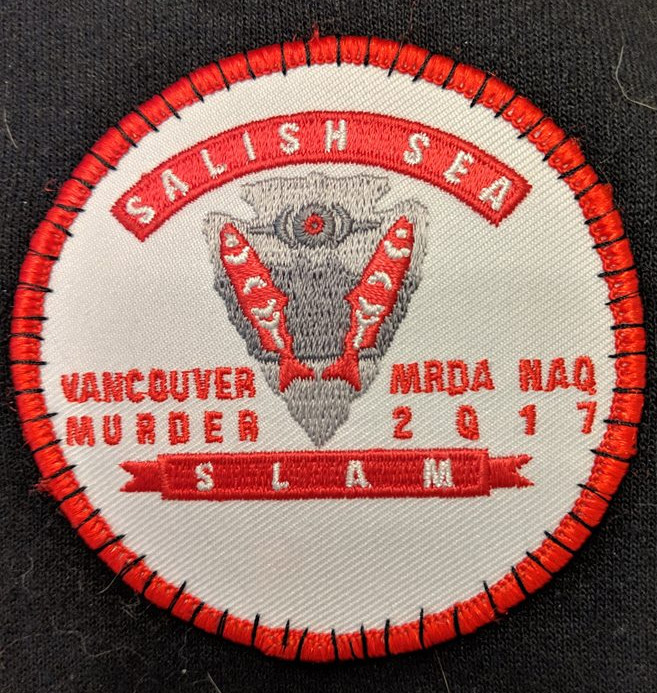 SALISH SEA
VANCOUVER
MURDER
MRDA NAQ
2017
SLAM